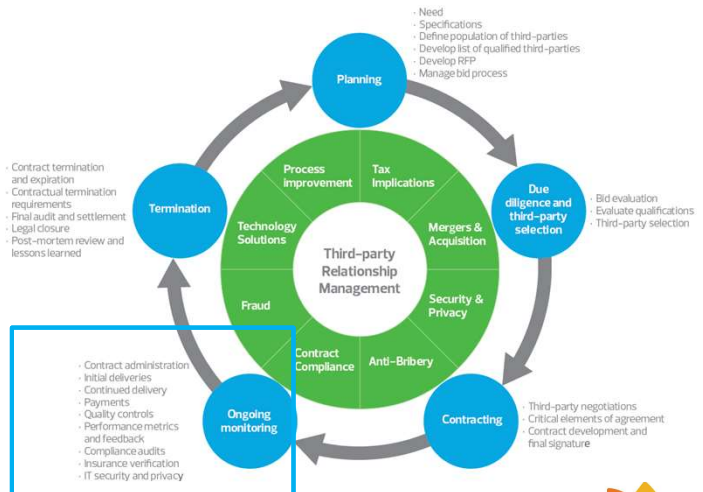 · Need
· Specifications
· Define population of third-parties
· Develop list of qualified third-parties
· Develop RFP
· Manage bid process
Planning
Due
diligence and
third-party
selection
· Bid evaluation
· Evaluate qualifications
· Third-party selection
Contracting
· Third-party negotiations
· Critical elements of agreement
· Contract development and
final signature
Ongoing
monitoring
· Contract administration
· Initial deliveries
· Continued delivery
· Payments
· Quality controls
· Performance metrics
and feedback
· Compliance audits
· Insurance verification
· IT security and privacy
Termination
· Contract termination
and expiration
· Contractual termination
requirements
· Final audit and settlement
· Legal closure
· Post-mortem review and
lessons learned
Process
improvement
Tax
Implications
Mergers &
Acquisition
Security &
Privacy
Anti-Bribery
Contract
Compliance
Fraud
Technology
Solutions
Third-party
Relationship
Management